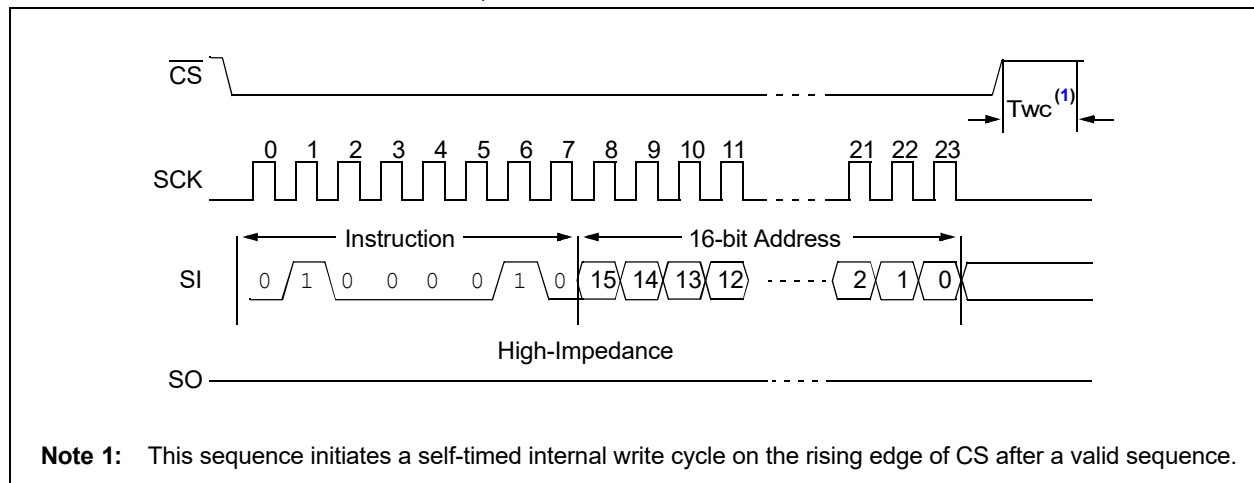 CS
Twc (1)
0 1 2 3 4 5 6 7 8 9 10 11 21 22 23
SCK
Instruction 16-bit Address
SI 0 1 0 0 0 0 1 0 15 14 13 12 2 1 0
High-Impedance
SO
Note 1: This sequence initiates a self-timed internal write cycle on the rising edge of CS after a valid sequence.